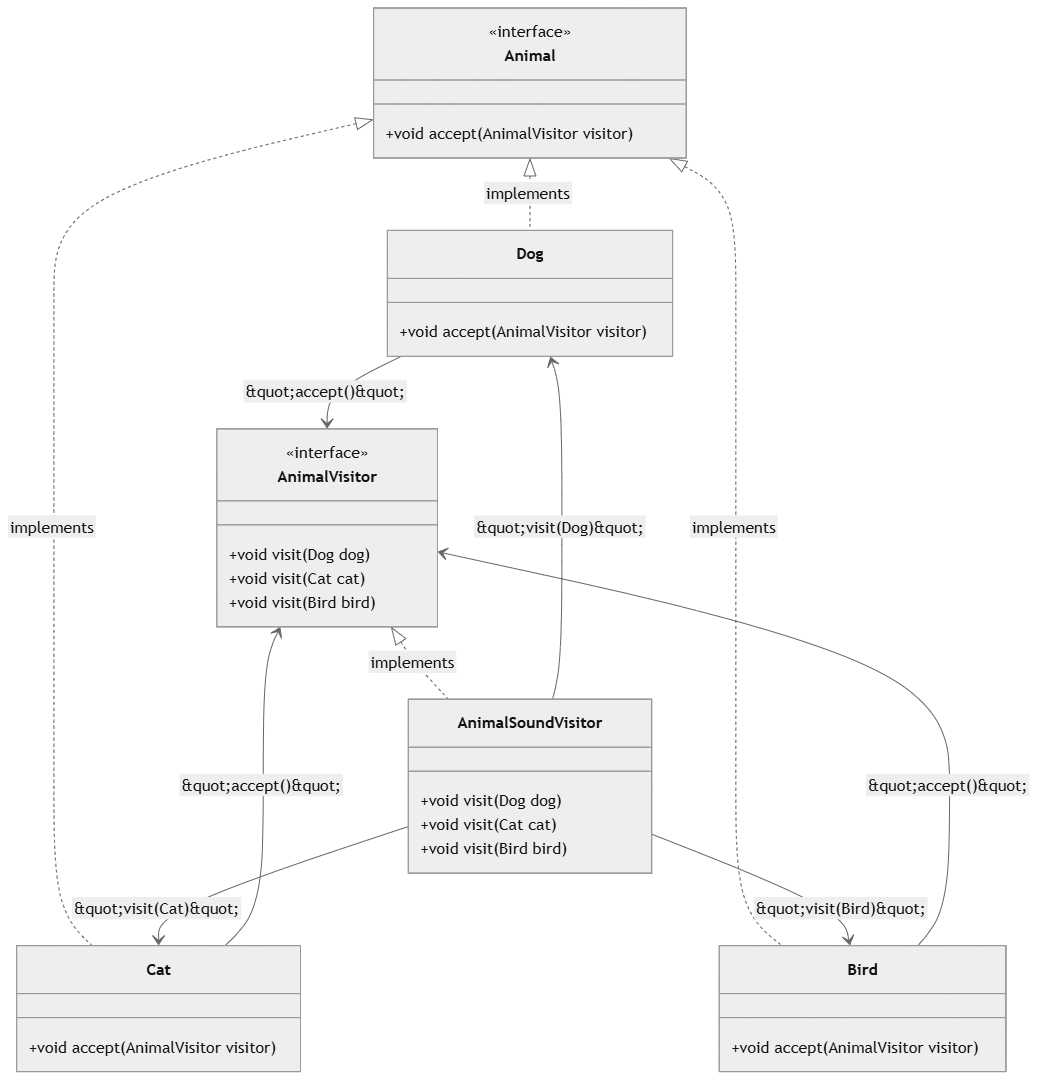 «interface»
Animal
+void accept(AnimalVisitor visitor)
implements
Dog
+void accept(AnimalVisitor visitor)
&quot;accept()&quot;
«interface»
AnimalVisitor
+void visit(Dog dog)
+void visit(Cat cat)
+void visit(Bird bird)
implements
&quot;visit(Dog)&quot;
implements
implements
AnimalSoundVisitor
+void visit(Dog dog)
+void visit(Cat cat)
+void visit(Bird bird)
&quot;accept()&quot;
&quot;accept()&quot;
&quot;visit(Cat)&quot;
&quot;visit(Bird)&quot;
Cat
+void accept(AnimalVisitor visitor)
Bird
+void accept(AnimalVisitor visitor)